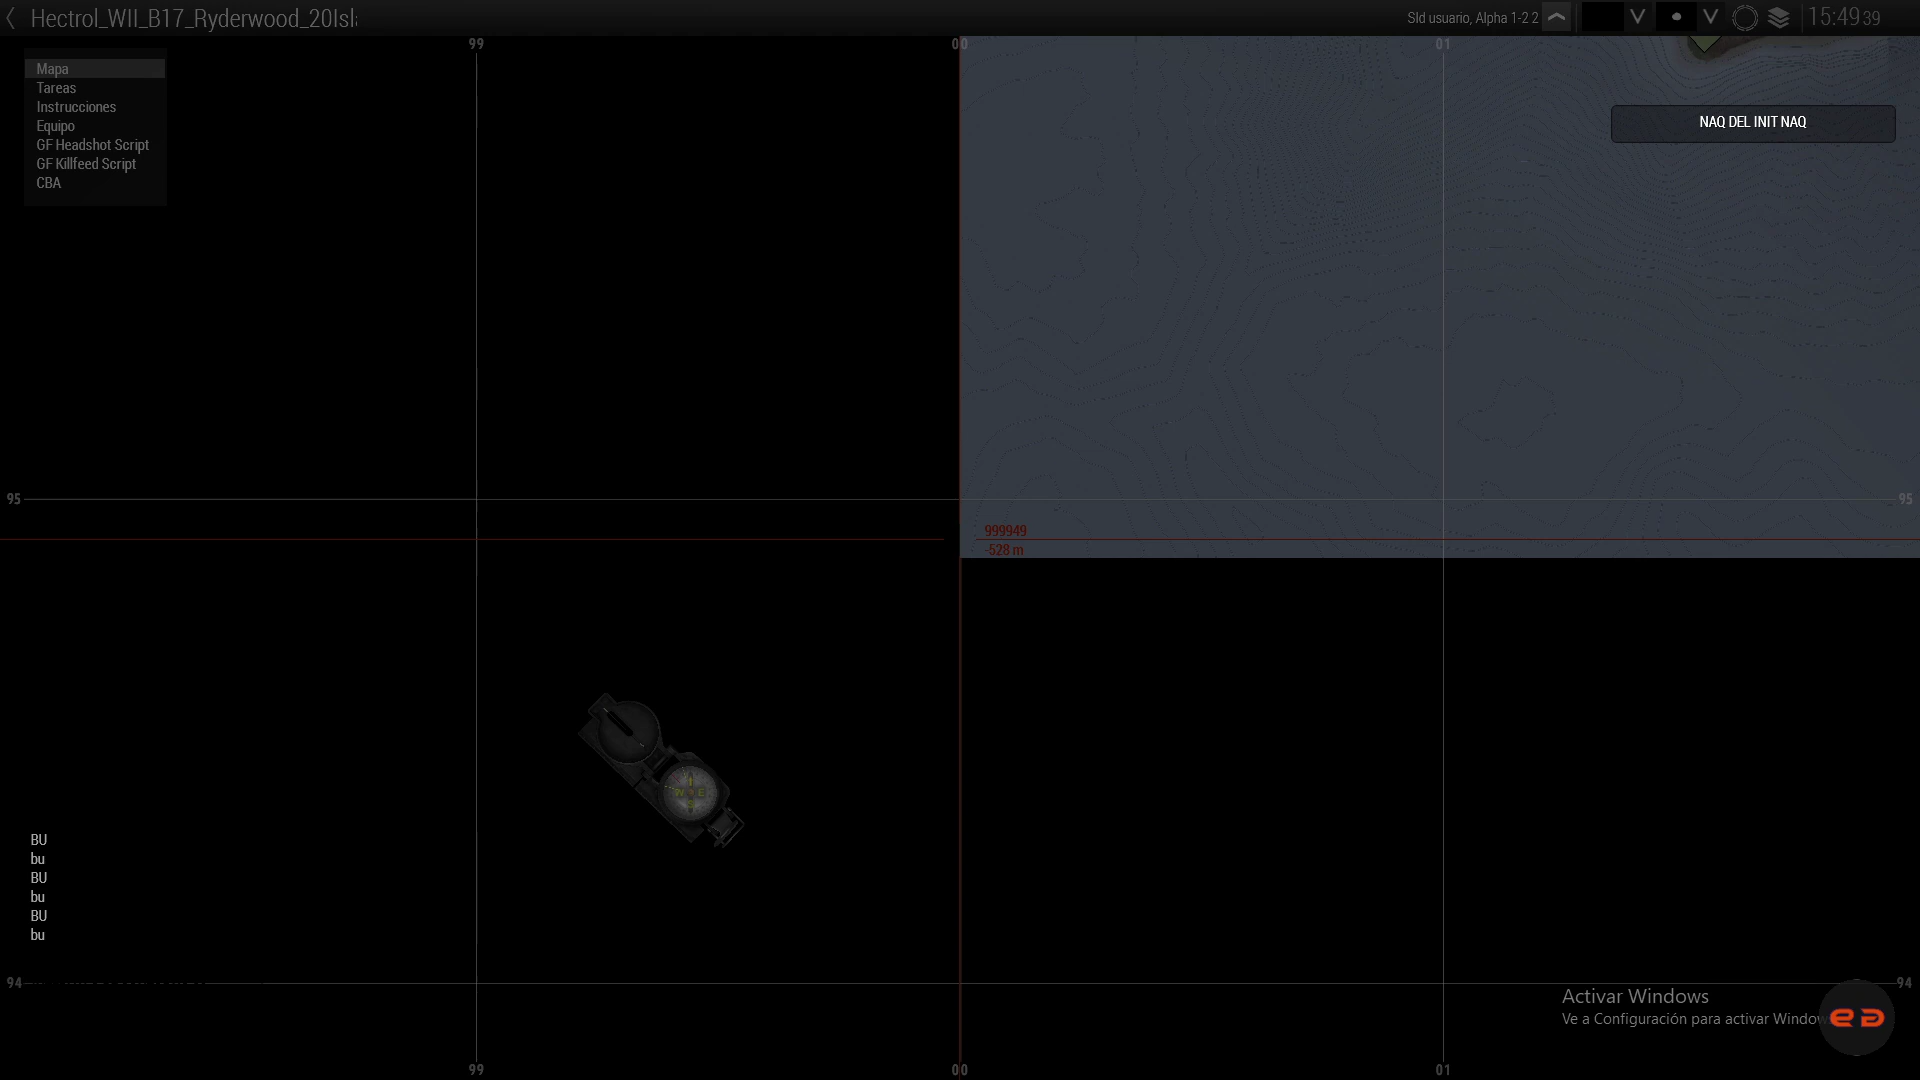 Hectrol_WII_B17_Ryderwood_20Isl
Sld usuario, Alpha 1-2 2
15:49 39
99
00
01
Mapa
Tareas
Instrucciones
Equipo
GF Headshot Script
GF Killfeed Script
CBA
NAQ DEL INIT NAQ
95
95
999949
-528 m
W E
S
BU
bu
BU
bu
BU
bu
94
94
Activar Windows
Ve a Configuración para activar Window
99
00
01